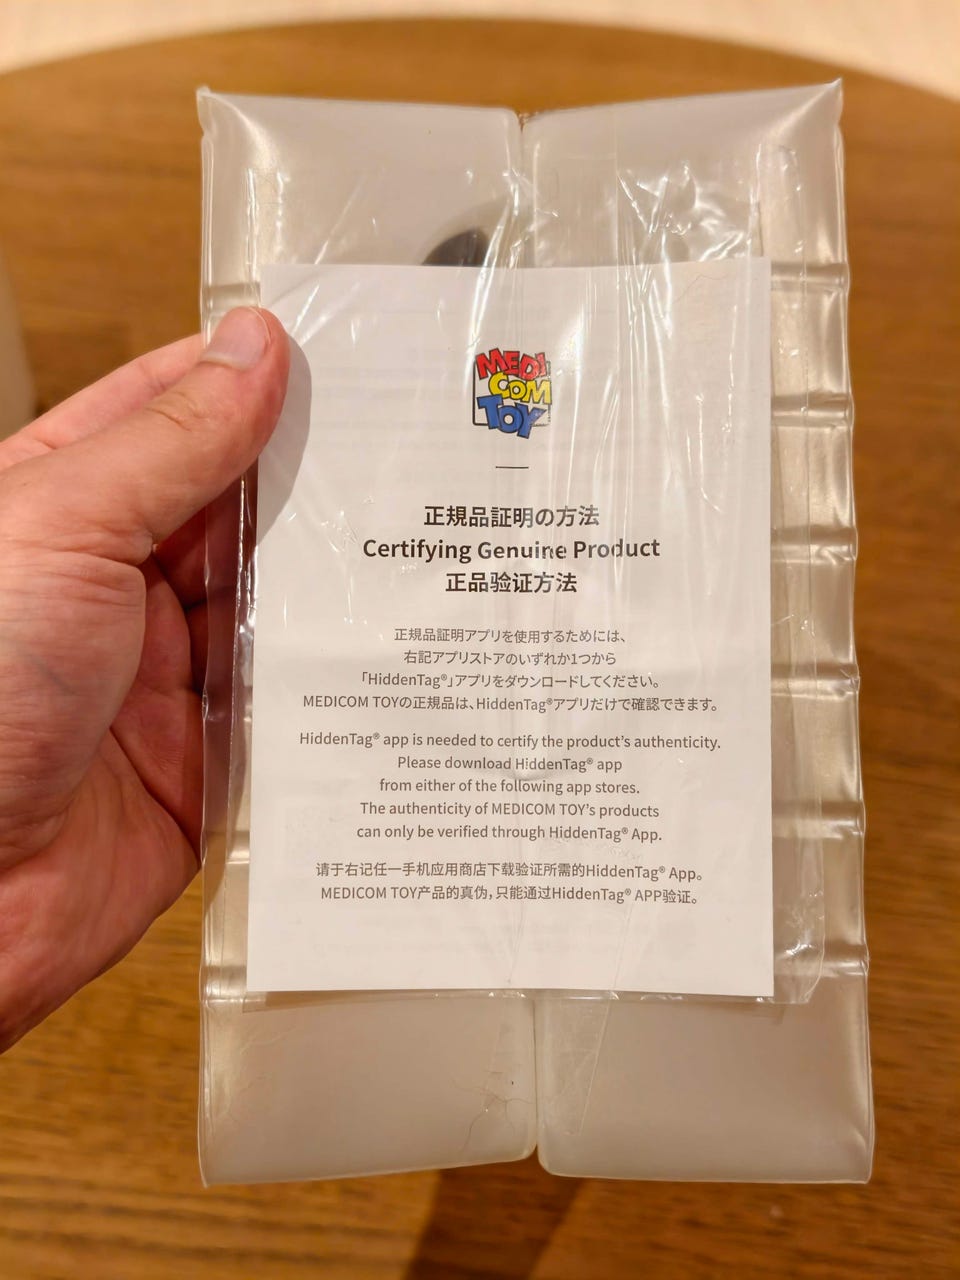 MEDI
COM
TOY
正規品証明の方法
Certifying Genuine Product
正品验证方法
正規品証明アプリを使用するためには、
右記アプリストアのいずれか1つから
「HiddenTag®」アプリをダウンロードしてください。
MEDICOM TOYの正規品は、HiddenTag®アプリだけで確認できます。
HiddenTag® app is needed to certify the product's authenticity.
Please download HiddenTag® app
from either of the following app stores.
The authenticity of MEDICOM TOY's products
can only be verified through HiddenTag® App.
请于右记任一手机应用商店下载验证所需的HiddenTag® App。
MEDICOM TOY产品的真伪，只能通过HiddenTag® APP验证。